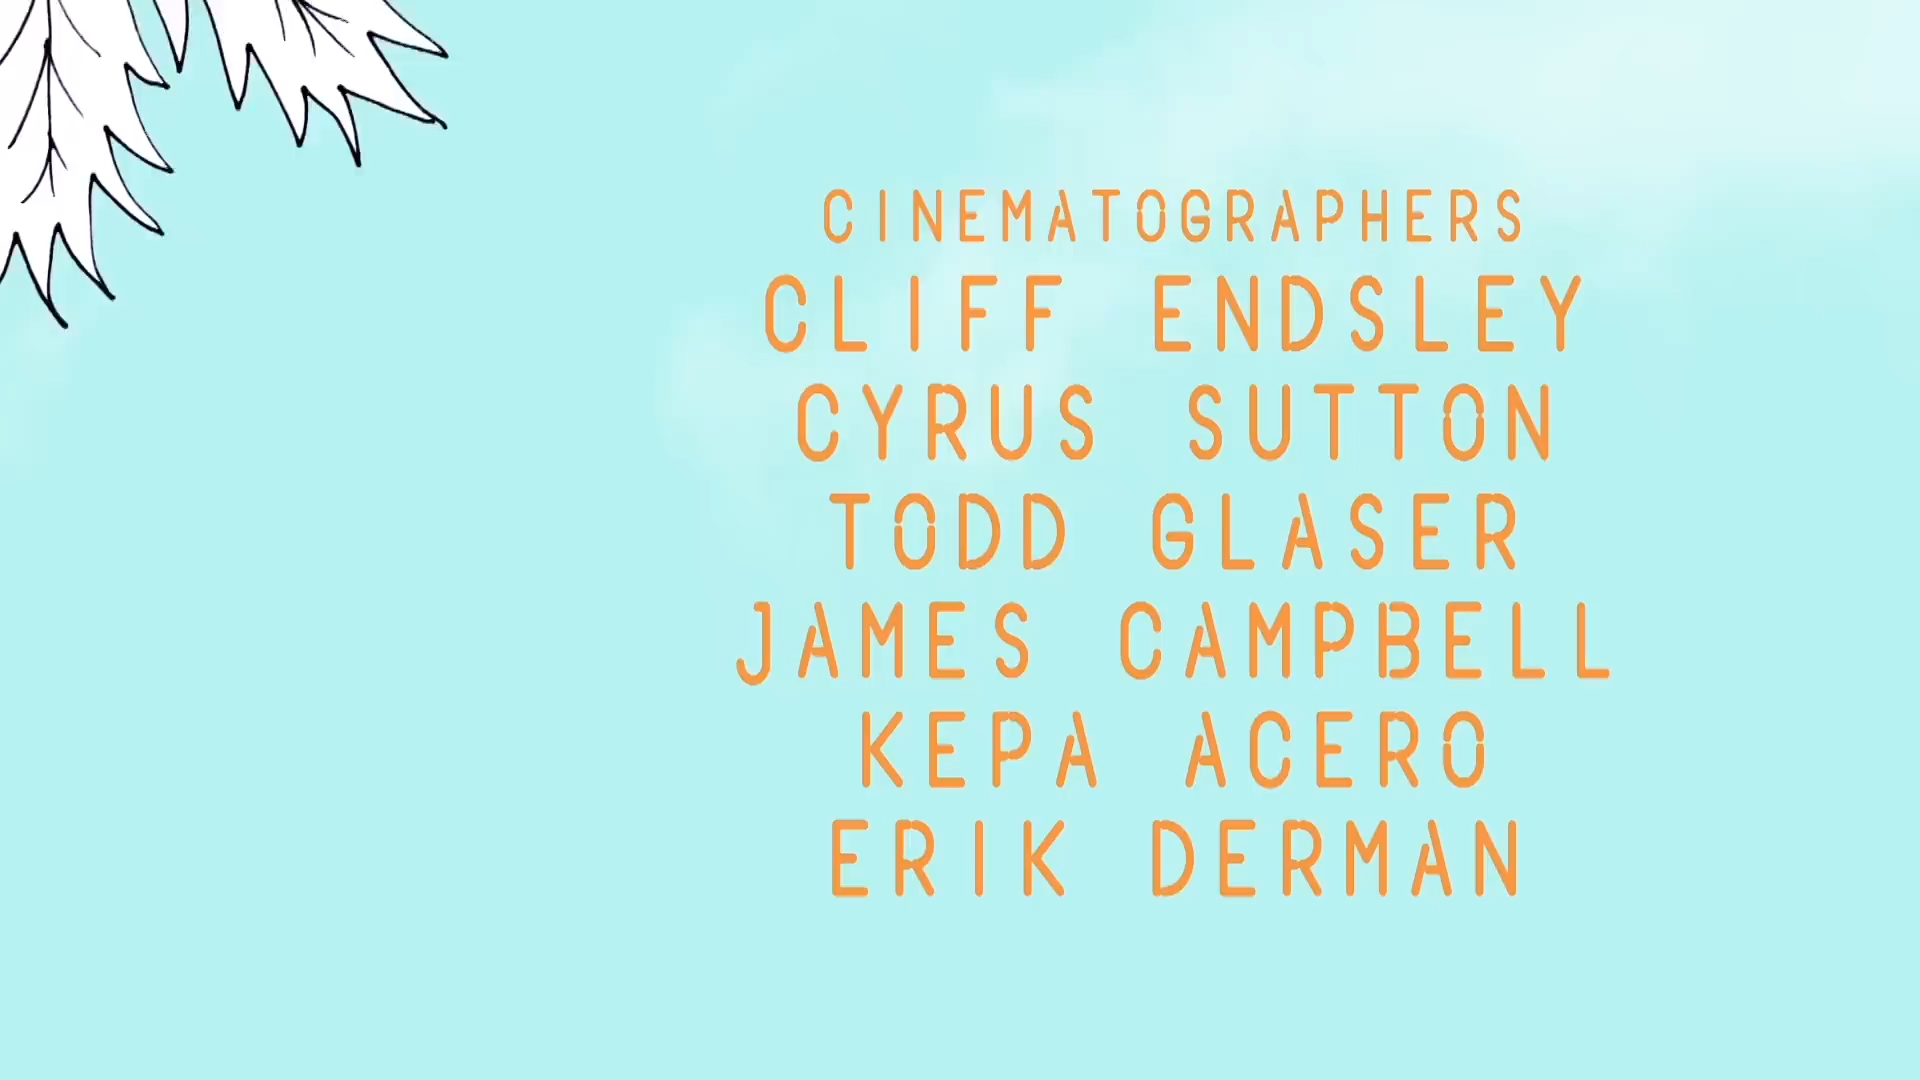 CINEMATOGRAPHERS
CLIFF ENDSLEY
CYRUS SUTTON
TODD GLASER
JAMES CAMPBELL
KEPA ACERO
ERIK DERMAN